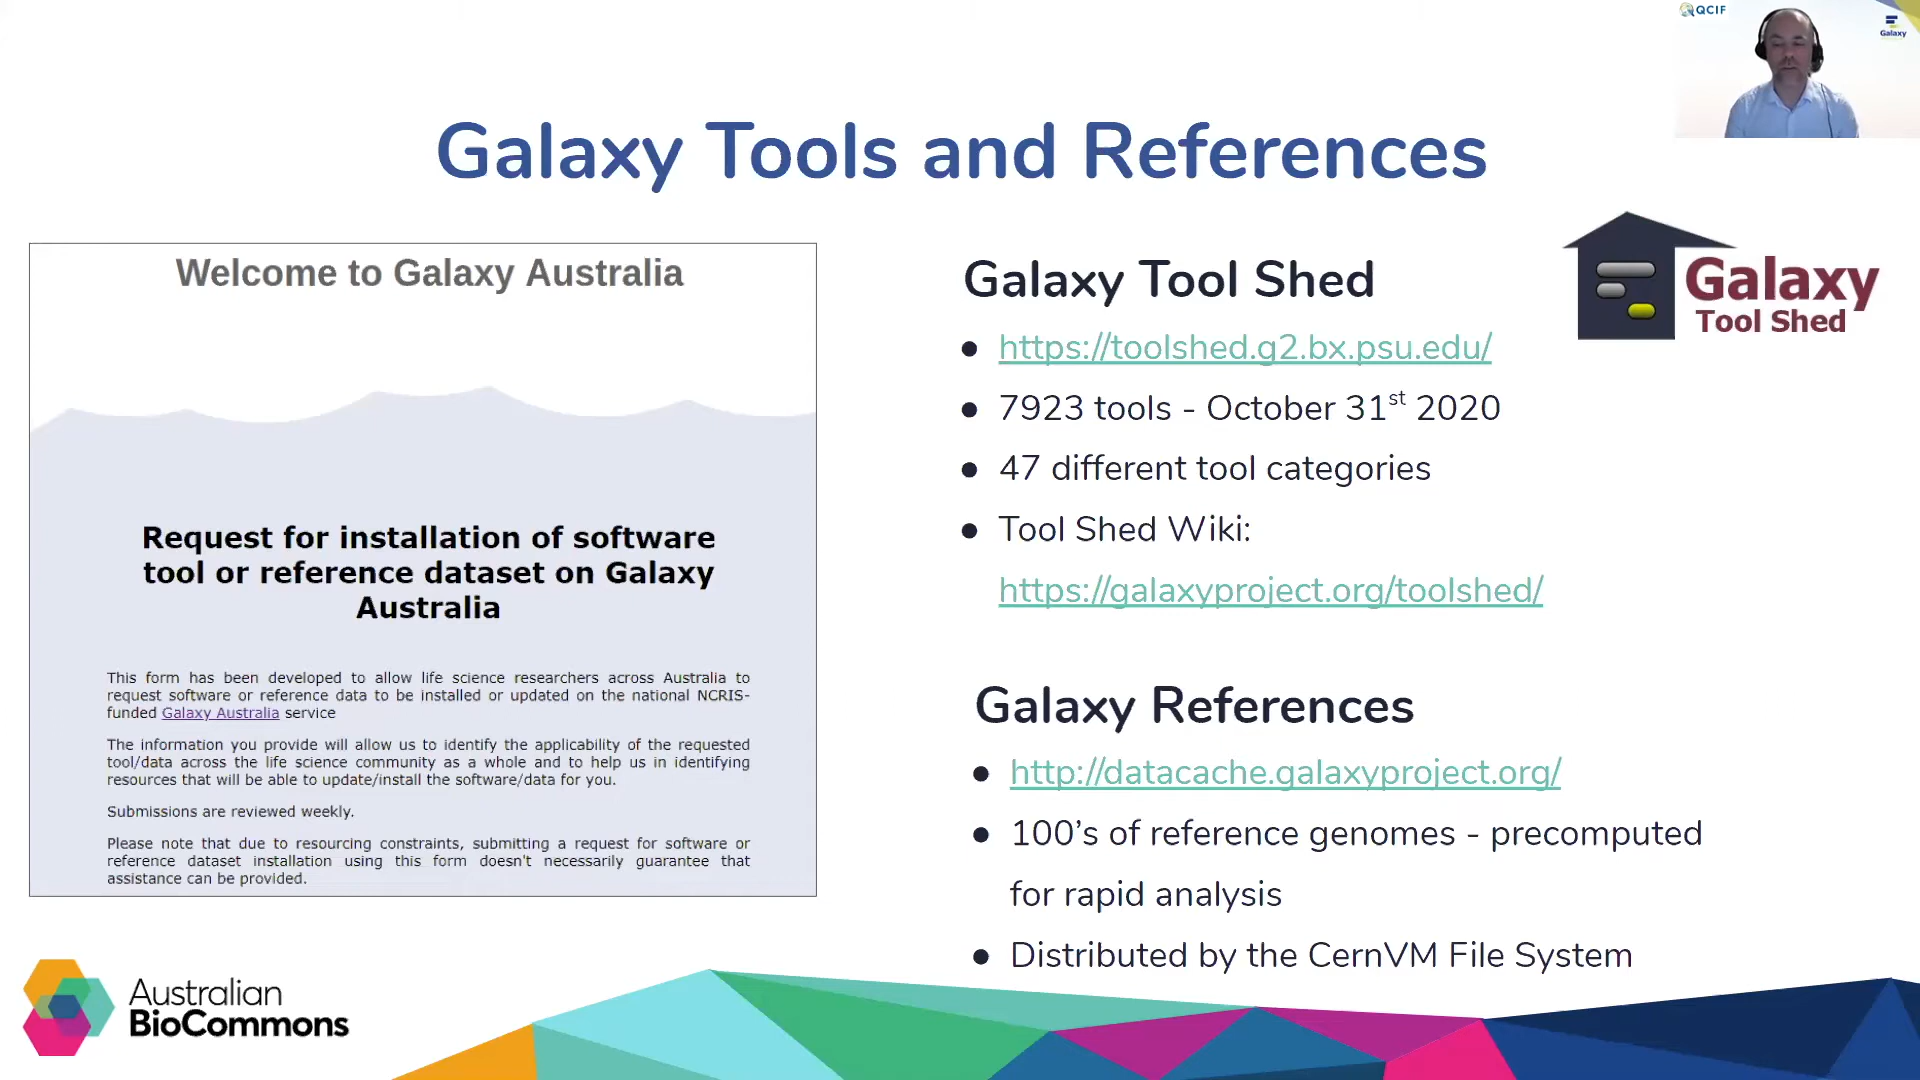 QCIF
Galaxy
Galaxy Tools and References
Welcome to Galaxy Australia
Request for installation of software
tool or reference dataset on Galaxy
Australia
This form has been developed to allow life science researchers across Australia to
request software or reference data to be installed or updated on the national NCRIS-
funded Galaxy Australia service
The information you provide will allow us to identify the applicability of the requested
tool/data across the life science community as a whole and to help us in identifying
resources that will be able to update/install the software/data for you.
Submissions are reviewed weekly.
Please note that due to resourcing constraints, submitting a request for software or
reference dataset installation using this form doesn't necessarily guarantee that
assistance can be provided.
Galaxy Tool Shed
● https://toolshed.g2.bx.psu.edu/
● 7923 tools - October 31st 2020
● 47 different tool categories
● Tool Shed Wiki:
https://galaxyproject.org/toolshed/
Galaxy
Tool Shed
Galaxy References
● http://datacache.galaxyproject.org/
● 100’s of reference genomes - precomputed
for rapid analysis
● Distributed by the CernVM File System
Australian
BioCommons